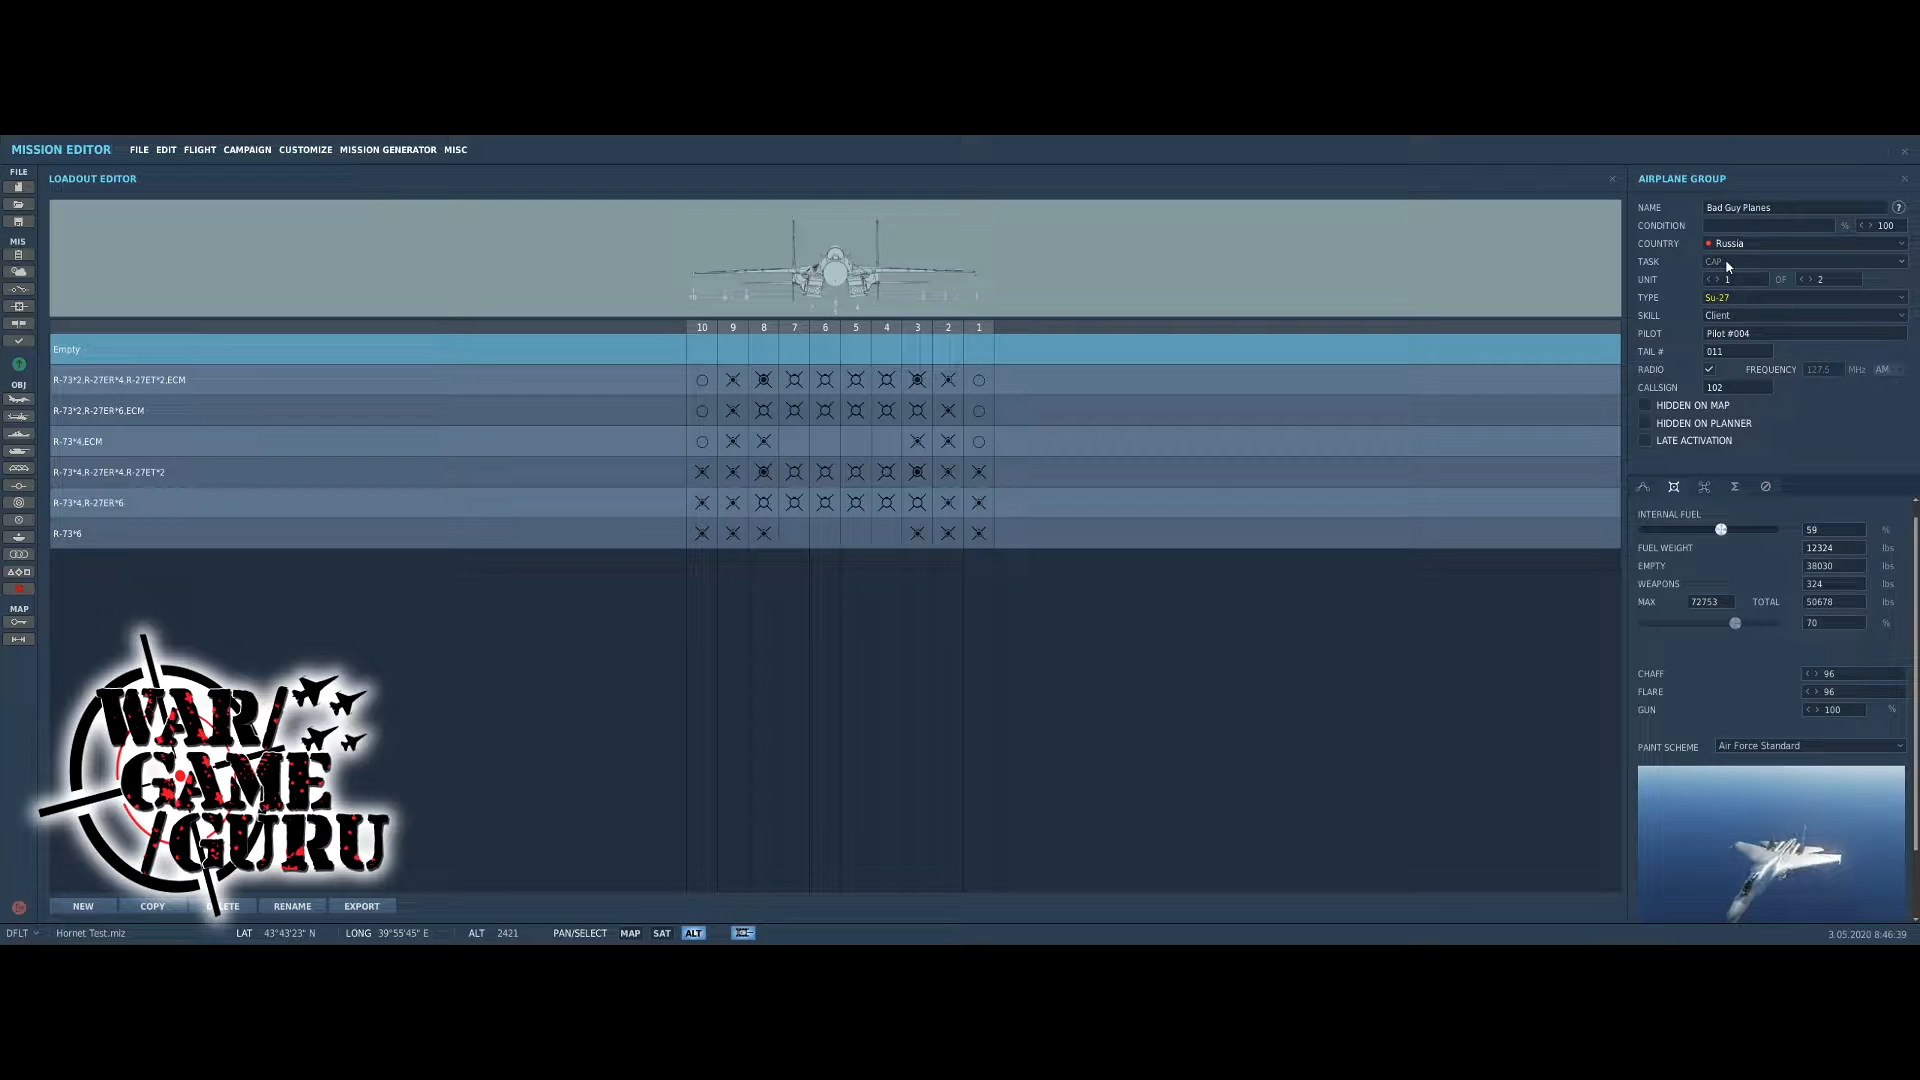 MISSION EDITOR FILE EDIT FLIGHT CAMPAIGN CUSTOMIZE MISSION GENERATOR MISC
FILE
MIS
OBJ
MAP
LOADOUT EDITOR
10 9 8 7 6 5 4 3 2 1
Empty
R-73*2,R-27ER*4,R-27ET*2,ECM
R-73*2,R-27ER*6,ECM
R-73*4,ECM
R-73*4,R-27ER*4,R-27ET*2
R-73*4,R-27ER*6
R-73*6
WAR/
GAME
/GURU
NEW COPY RENAME EXPORT
AIRPLANE GROUP
NAME Bad Guy Planes ?
CONDITION % <> 100
COUNTRY Russia
TASK CAP
UNIT <> 1 OF <> 2
TYPE Su-27
SKILL Client
PILOT Pilot #004
TAIL # 011
RADIO FREQUENCY 127.5 MHz AM
CALLSIGN 102
HIDDEN ON MAP
HIDDEN ON PLANNER
LATE ACTIVATION
INTERNAL FUEL
59 %
FUEL WEIGHT 12324 lbs
EMPTY 38030 lbs
WEAPONS 324 lbs
MAX 72753 TOTAL 50678 lbs
70 %
CHAFF <> 96
FLARE <> 96
GUN <> 100 %
PAINT SCHEME Air Force Standard
DFLT Hornet Test.miz LAT 43°43'23" N LONG 39°55'45" E ALT 2421 PAN/SELECT MAP SAT ALT 3.05.2020 8:46:39